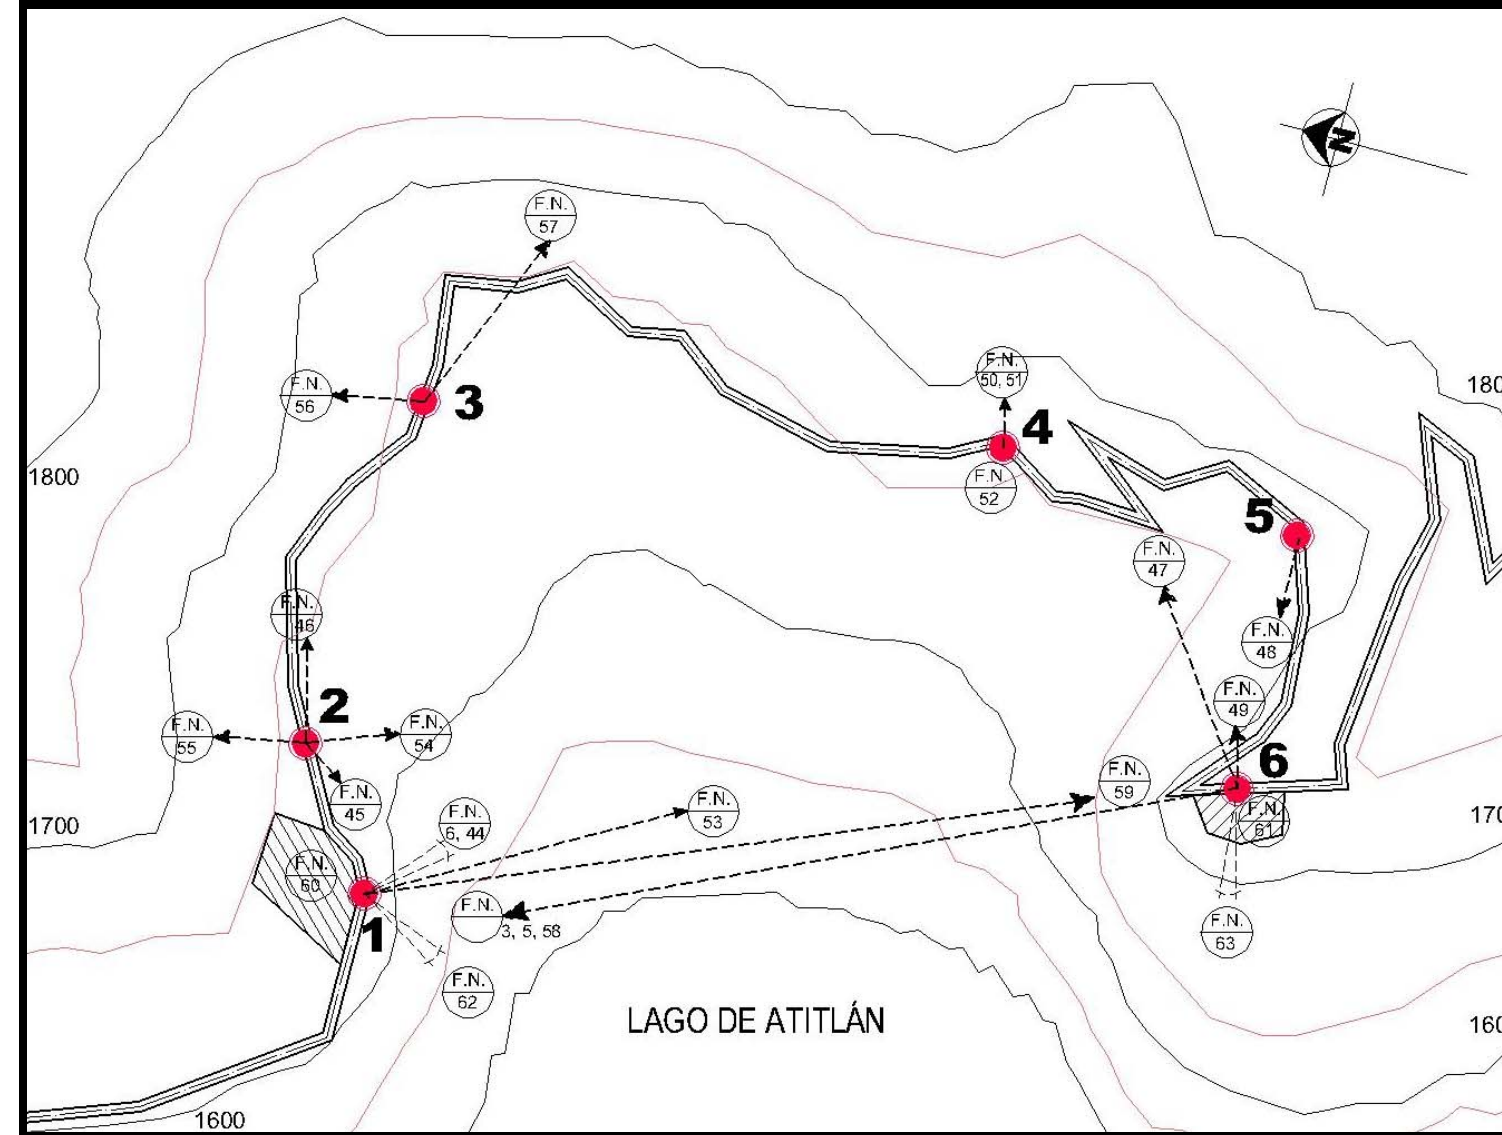 N
F.N.
57
F.N.
50, 51
F.N.
56
3
180
4
1800
F.N.
52
5
F.N.
47
F.N.
46
F.N.
48
F.N.
49
2
F.N.
55
F.N.
54
6
F.N.
59
F.N.
45
F.N.
53
F.N.
6, 44
1700
170
F.N.
61
F.N.
60
F.N.
3, 5, 58
1
F.N.
63
F.N.
62
LAGO DE ATITLÁN
160
1600